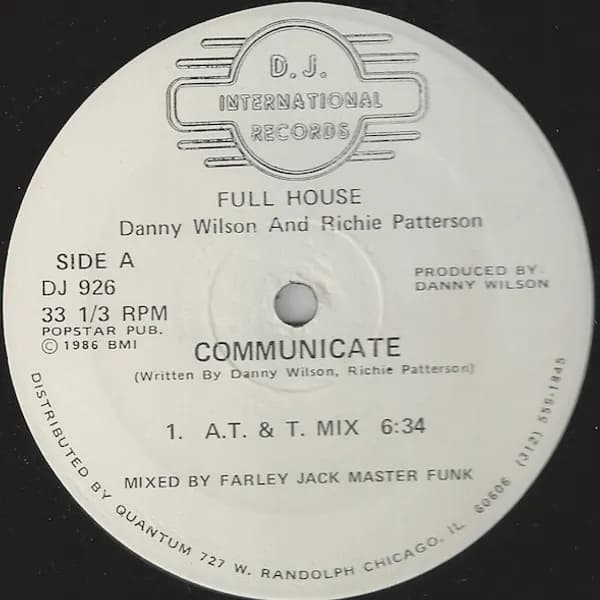 D.J.
INTERNATIONAL
RECORDS
FULL HOUSE
Danny Wilson And Richie Patterson
SIDE A
DJ 926
33 1/3 RPM
POPSTAR PUB.
© 1986 BMI
PRODUCED BY
DANNY WILSON
COMMUNICATE
(Written By Danny Wilson, Richie Patterson)
1. A.T. & T. MIX 6:34
MIXED BY FARLEY JACK MASTER FUNK
DISTRIBUTED BY QUANTUM 727 W. RANDOLPH CHICAGO, IL 60606 (312) 559-1845